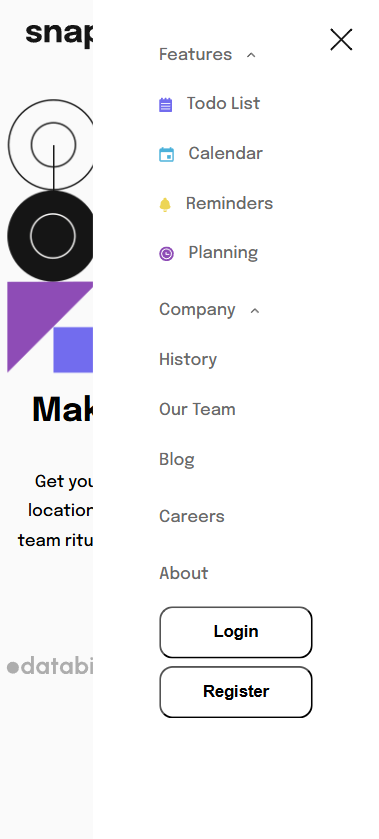 snap
Features
Todo List
Calendar
Reminders
Planning
Company
History
Our Team
Blog
Careers
About
Login
Register
Mak
Get you
location
team ritu
databi